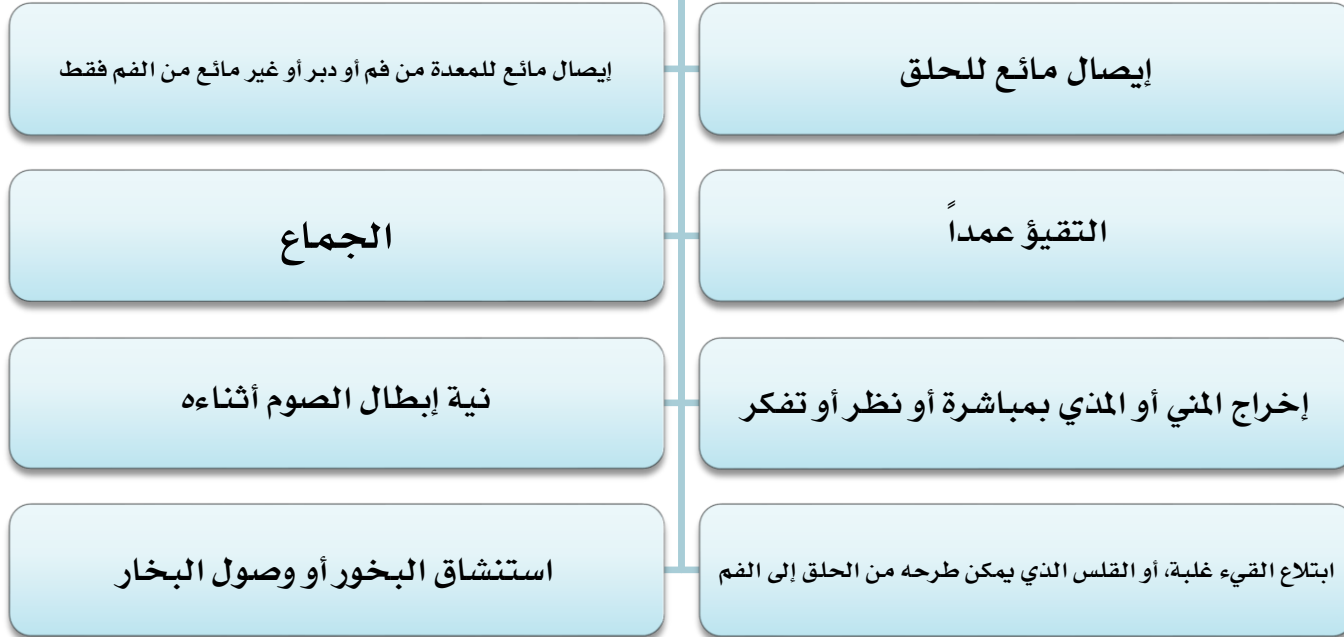 إيصال مائع للحلق
إيصال مائع للمعدة من فم أو دبر أو غير مائع من الفم فقط
التقيؤ عمداً
الجماع
إخراج المني أو المذي بمباشرة أو نظر أو تفكر
نية إبطال الصوم أثناءه
ابتلاع القيء غلبة، أو القلس الذي يمكن طرحه من الحلق إلى الفم
استنشاق البخور أو وصول البخار